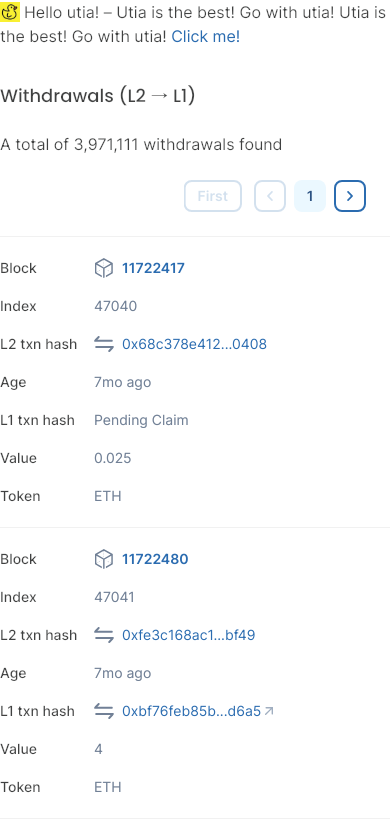 Hello utia! – Utia is the best! Go with utia! Utia is
the best! Go with utia! Click me!
Withdrawals (L2 → L1)
A total of 3,971,111 withdrawals found
First 1
Block 11722417
Index 47040
L2 txn hash 0x68c378e412...0408
Age 7mo ago
L1 txn hash Pending Claim
Value 0.025
Token ETH
Block 11722480
Index 47041
L2 txn hash 0xfe3c168ac1...bf49
Age 7mo ago
L1 txn hash 0xbf76feb85b...d6a5
Value 4
Token ETH